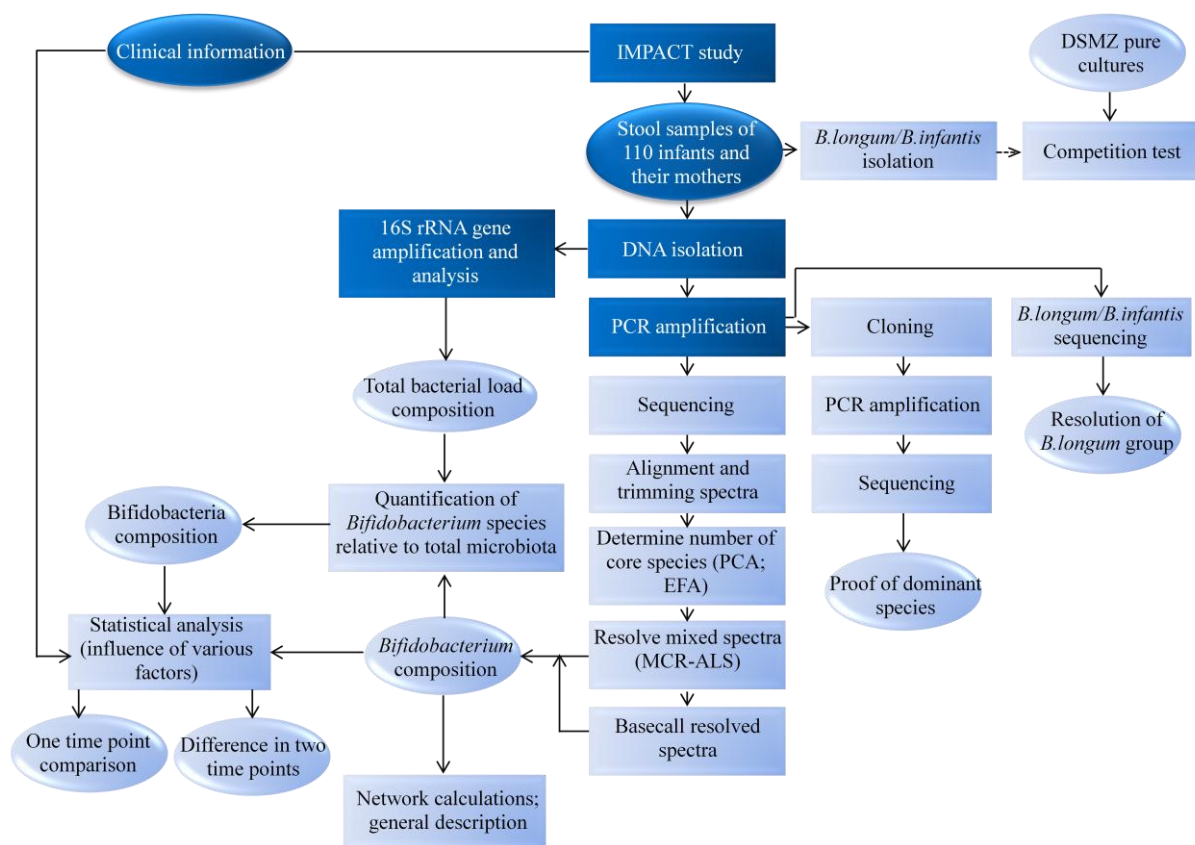 Clinical information
IMPACT study
DSMZ pure
cultures
Stool samples of
110 infants and
their mothers
B.longum/B.infantis
isolation
Competition test
16S rRNA gene
amplification and
analysis
DNA isolation
PCR amplification
Cloning
B.longum/B.infantis
sequencing
Total bacterial load
composition
Sequencing
PCR amplification
Resolution of
B.longum group
Alignment and
trimming spectra
Sequencing
Bifidobacteria
composition
Quantification of
Bifidobacterium species
relative to total microbiota
Determine number of
core species (PCA;
EFA)
Proof of dominant
species
Statistical analysis
(influence of various
factors)
Bifidobacterium
composition
Resolve mixed spectra
(MCR-ALS)
One time point
comparison
Difference in two
time points
Basecall resolved
spectra
Network calculations;
general description